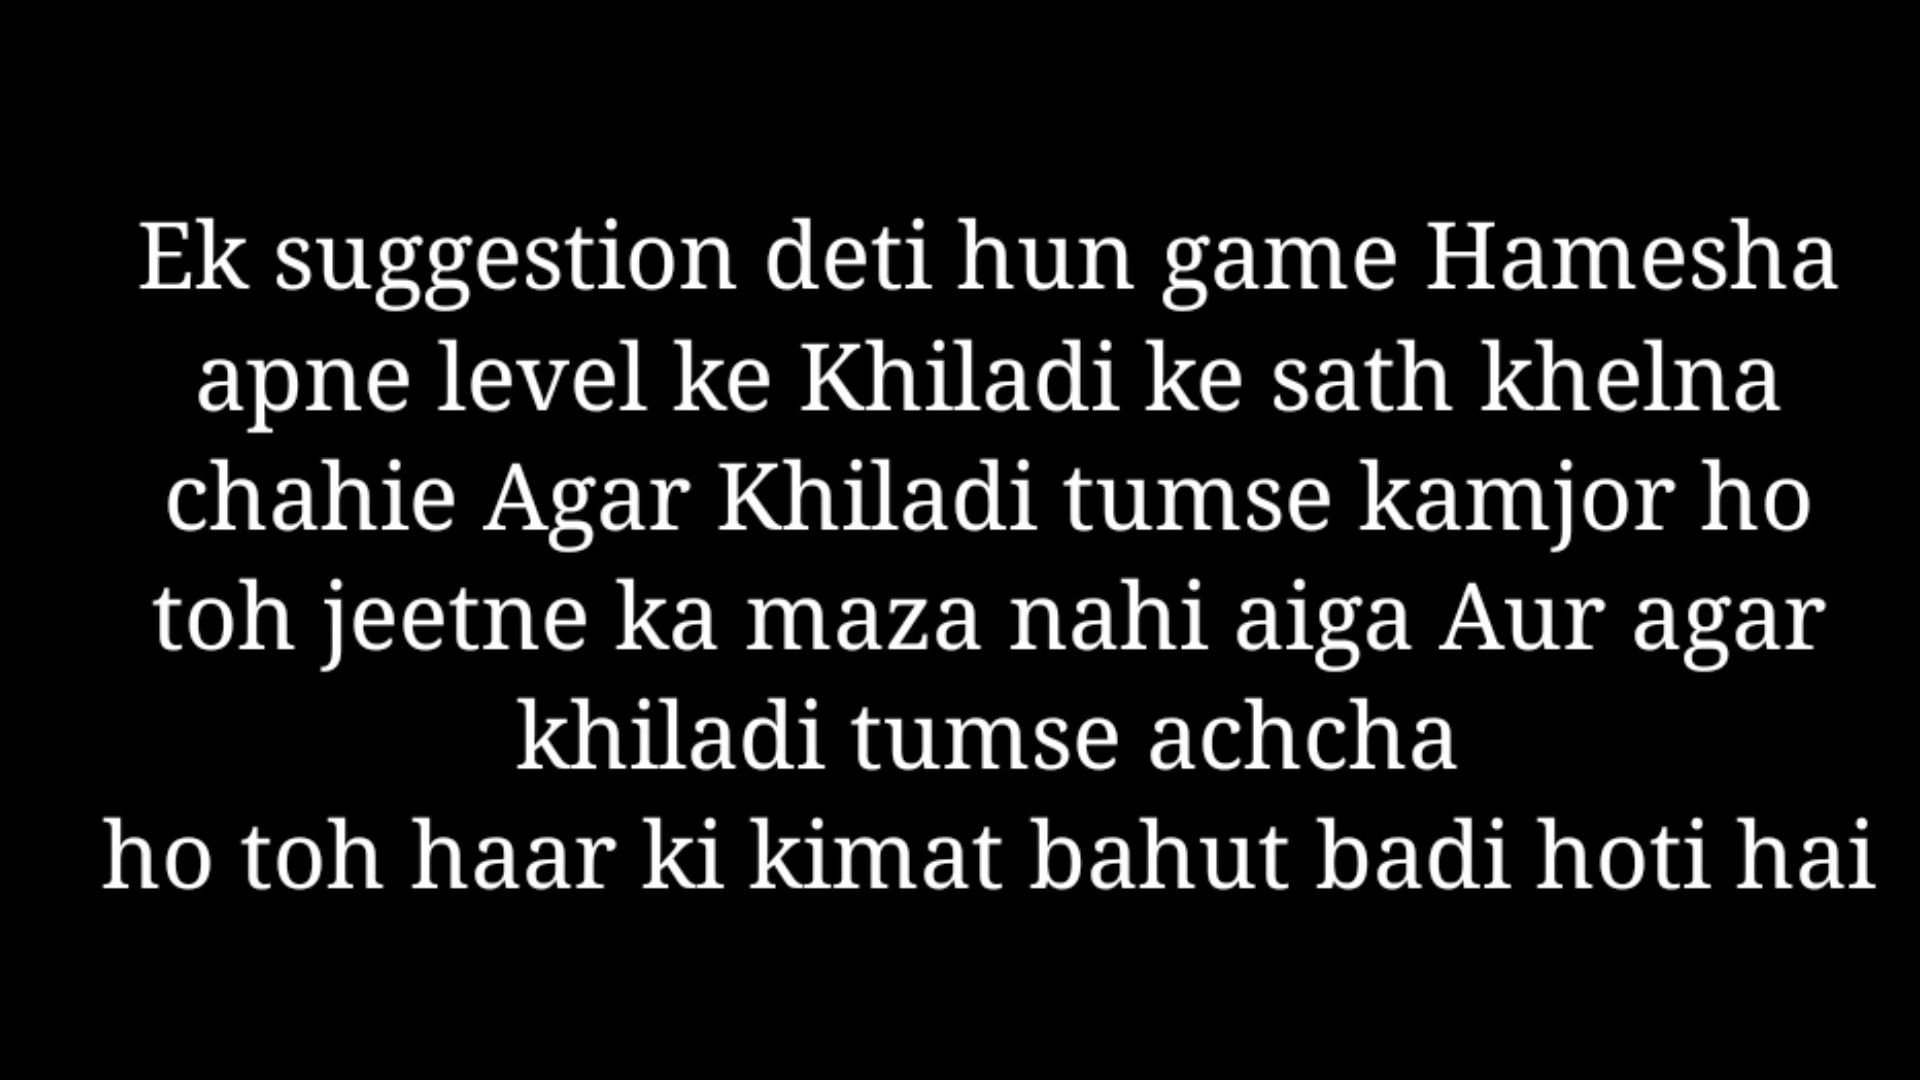 Ek suggestion deti hun game Hamesha
apne level ke Khiladi ke sath khelna
chahie Agar Khiladi tumse kamjor ho
toh jeetne ka maza nahi aiga Aur agar
khiladi tumse achcha
ho toh haar ki kimat bahut badi hoti hai